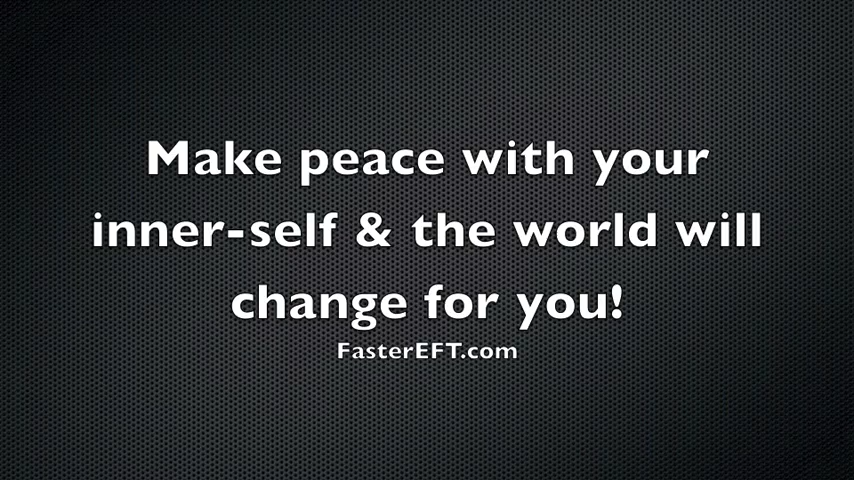 Make peace with your
inner-self & the world will
change for you!
FasterEFT.com